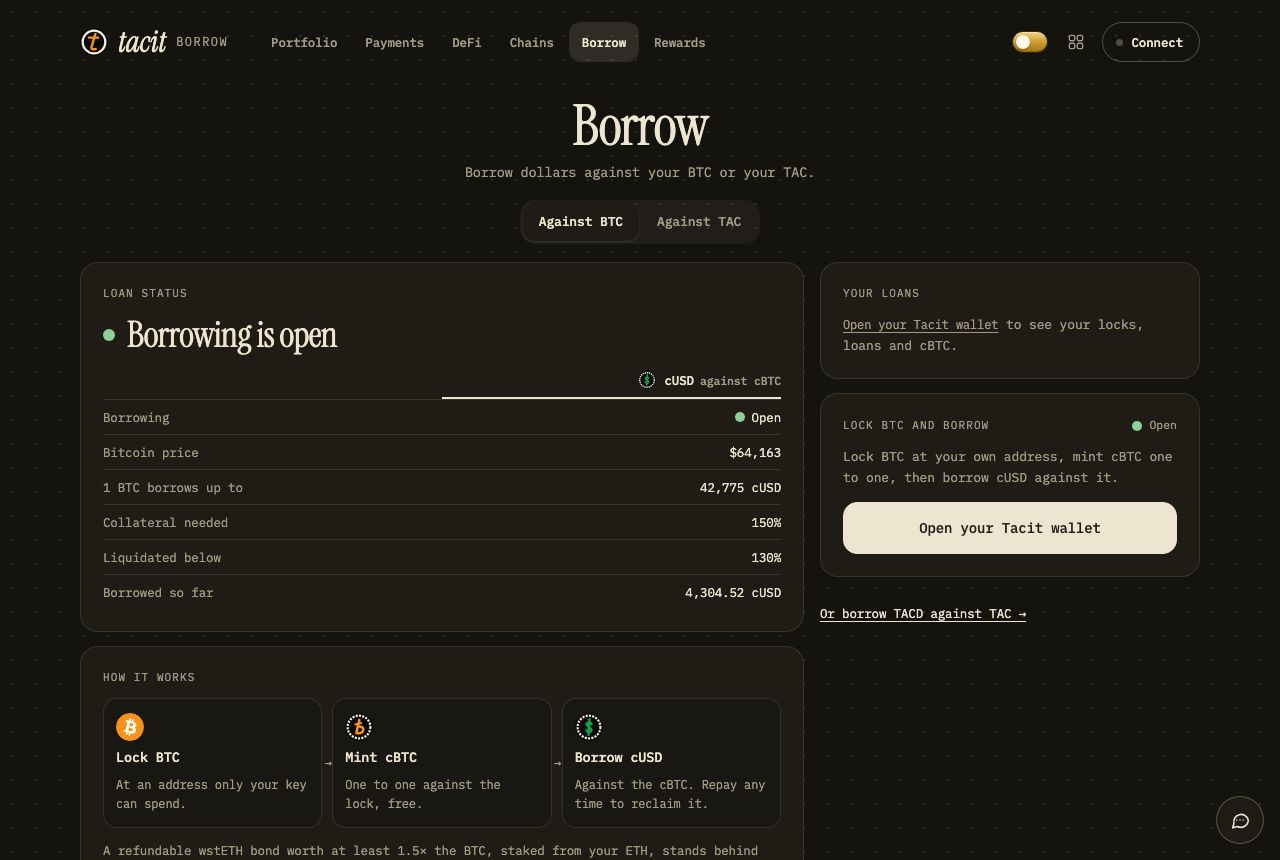 tacit BORROW
Portfolio Payments DeFi Chains Borrow Rewards
Connect
Borrow
Borrow dollars against your BTC or your TAC.
Against BTC Against TAC
LOAN STATUS
Borrowing is open
cUSD against cBTC
Borrowing Open
Bitcoin price $64,163
1 BTC borrows up to 42,775 cUSD
Collateral needed 150%
Liquidated below 130%
Borrowed so far 4,304.52 cUSD
YOUR LOANS
Open your Tacit wallet to see your locks,
loans and cBTC.
LOCK BTC AND BORROW Open
Lock BTC at your own address, mint cBTC one
to one, then borrow cUSD against it.
Open your Tacit wallet
Or borrow TACD against TAC →
HOW IT WORKS
Lock BTC
At an address only your key
can spend.
→
Mint cBTC
One to one against the
lock, free.
→
Borrow cUSD
Against the cBTC. Repay any
time to reclaim it.
A refundable wstETH bond worth at least 1.5× the BTC, staked from your ETH, stands behind